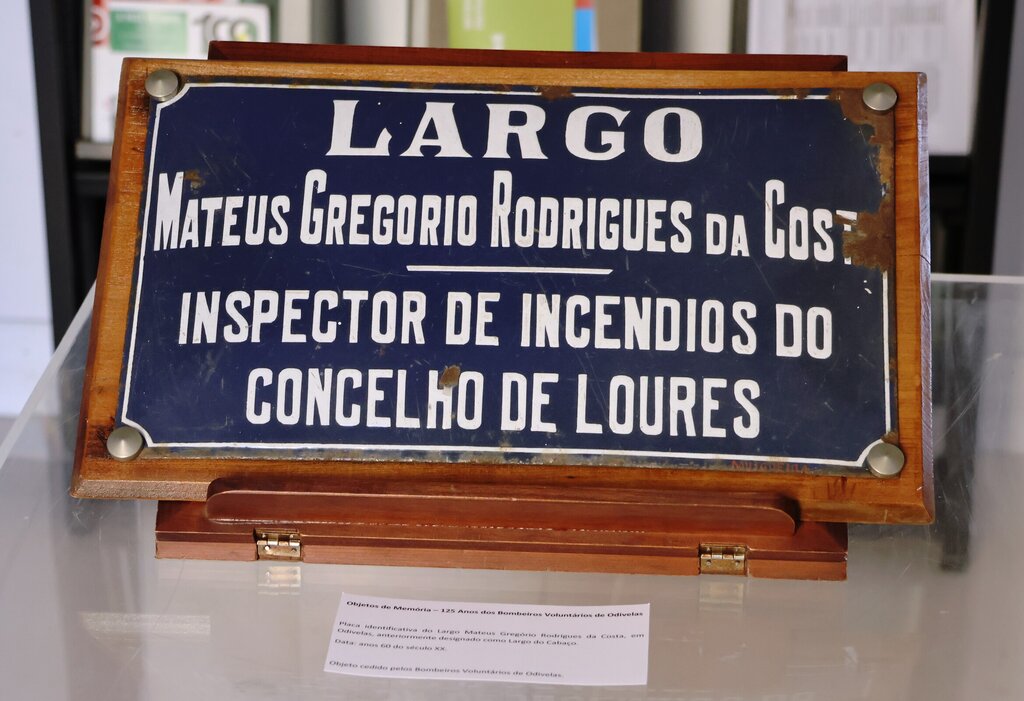 LARGO
MATEUS GREGORIO RODRIGUES DA COST
INSPECTOR DE INCENDIOS DO
CONCELHO DE LOURES
Objetos de Memória – 125 Anos dos Bombeiros Voluntários de Odivelas
Placa identificativa do Largo Mateus Gregório Rodrigues da Costa, em
Odivelas, anteriormente designado como Largo do Cabaço.
Data: anos 60 do século XX.
Objeto cedido pelos Bombeiros Voluntários de Odivelas.